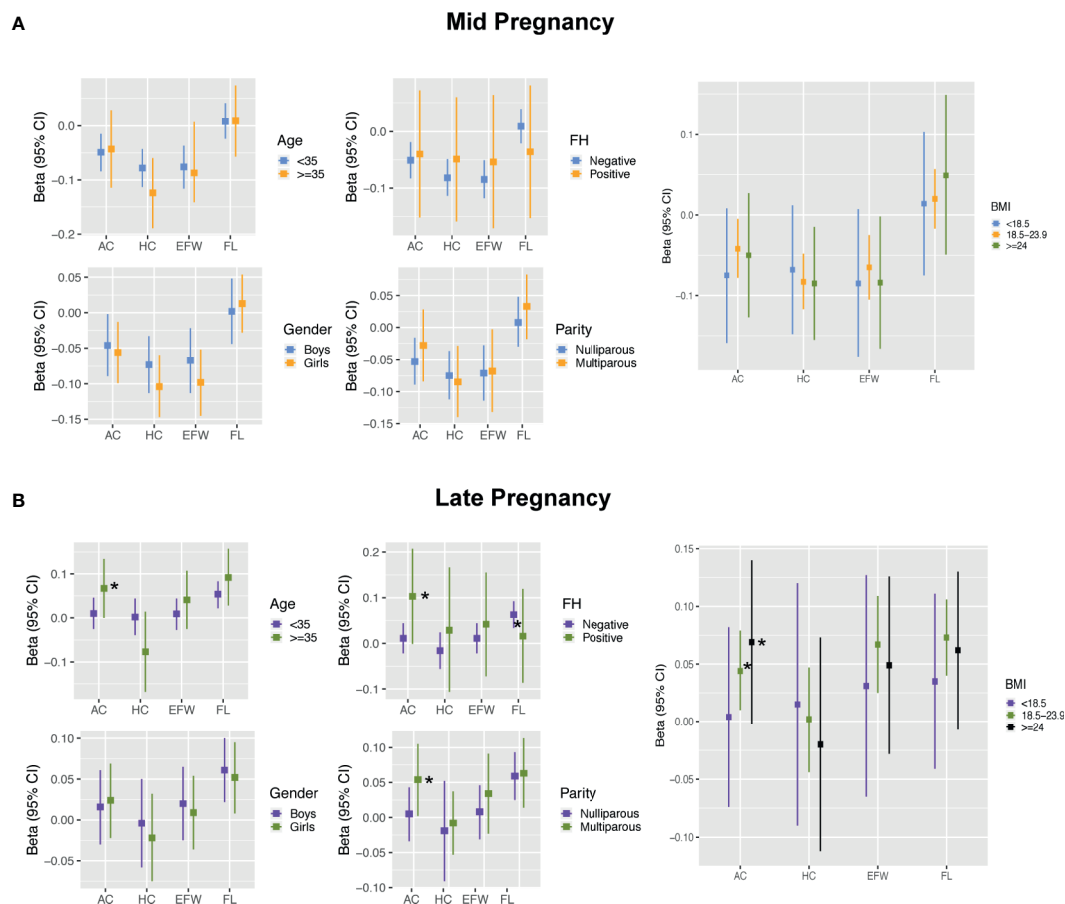 A
Mid Pregnancy
Beta (95% CI)
0.0
−0.1
−0.2
AC HC EFW FL
Age
<35
>=35
Beta (95% CI)
0.0
−0.1
AC HC EFW FL
FH
Negative
Positive
Beta (95% CI)
0.1
0.0
−0.1
AC HC EFW FL
BMI
<18.5
18.5−23.9
>=24
Beta (95% CI)
0.00
−0.05
−0.10
−0.15
AC HC EFW FL
Gender
Boys
Girls
Beta (95% CI)
0.05
0.00
−0.05
−0.10
−0.15
AC HC EFW FL
Parity
Nulliparous
Multiparous
B
Late Pregnancy
Beta (95% CI)
0.1
0.0
−0.1
*
AC HC EFW FL
Age
<35
>=35
Beta (95% CI)
0.2
0.1
0.0
−0.1
*
*
AC HC EFW FL
FH
Negative
Positive
Beta (95% CI)
0.15
0.10
0.05
0.00
−0.05
−0.10
* *
AC HC EFW FL
BMI
<18.5
18.5−23.9
>=24
Beta (95% CI)
0.10
0.05
0.00
−0.05
AC HC EFW FL
Gender
Boys
Girls
Beta (95% CI)
0.10
0.05
0.00
−0.05
−0.10
*
AC HC EFW FL
Parity
Nulliparous
Multiparous